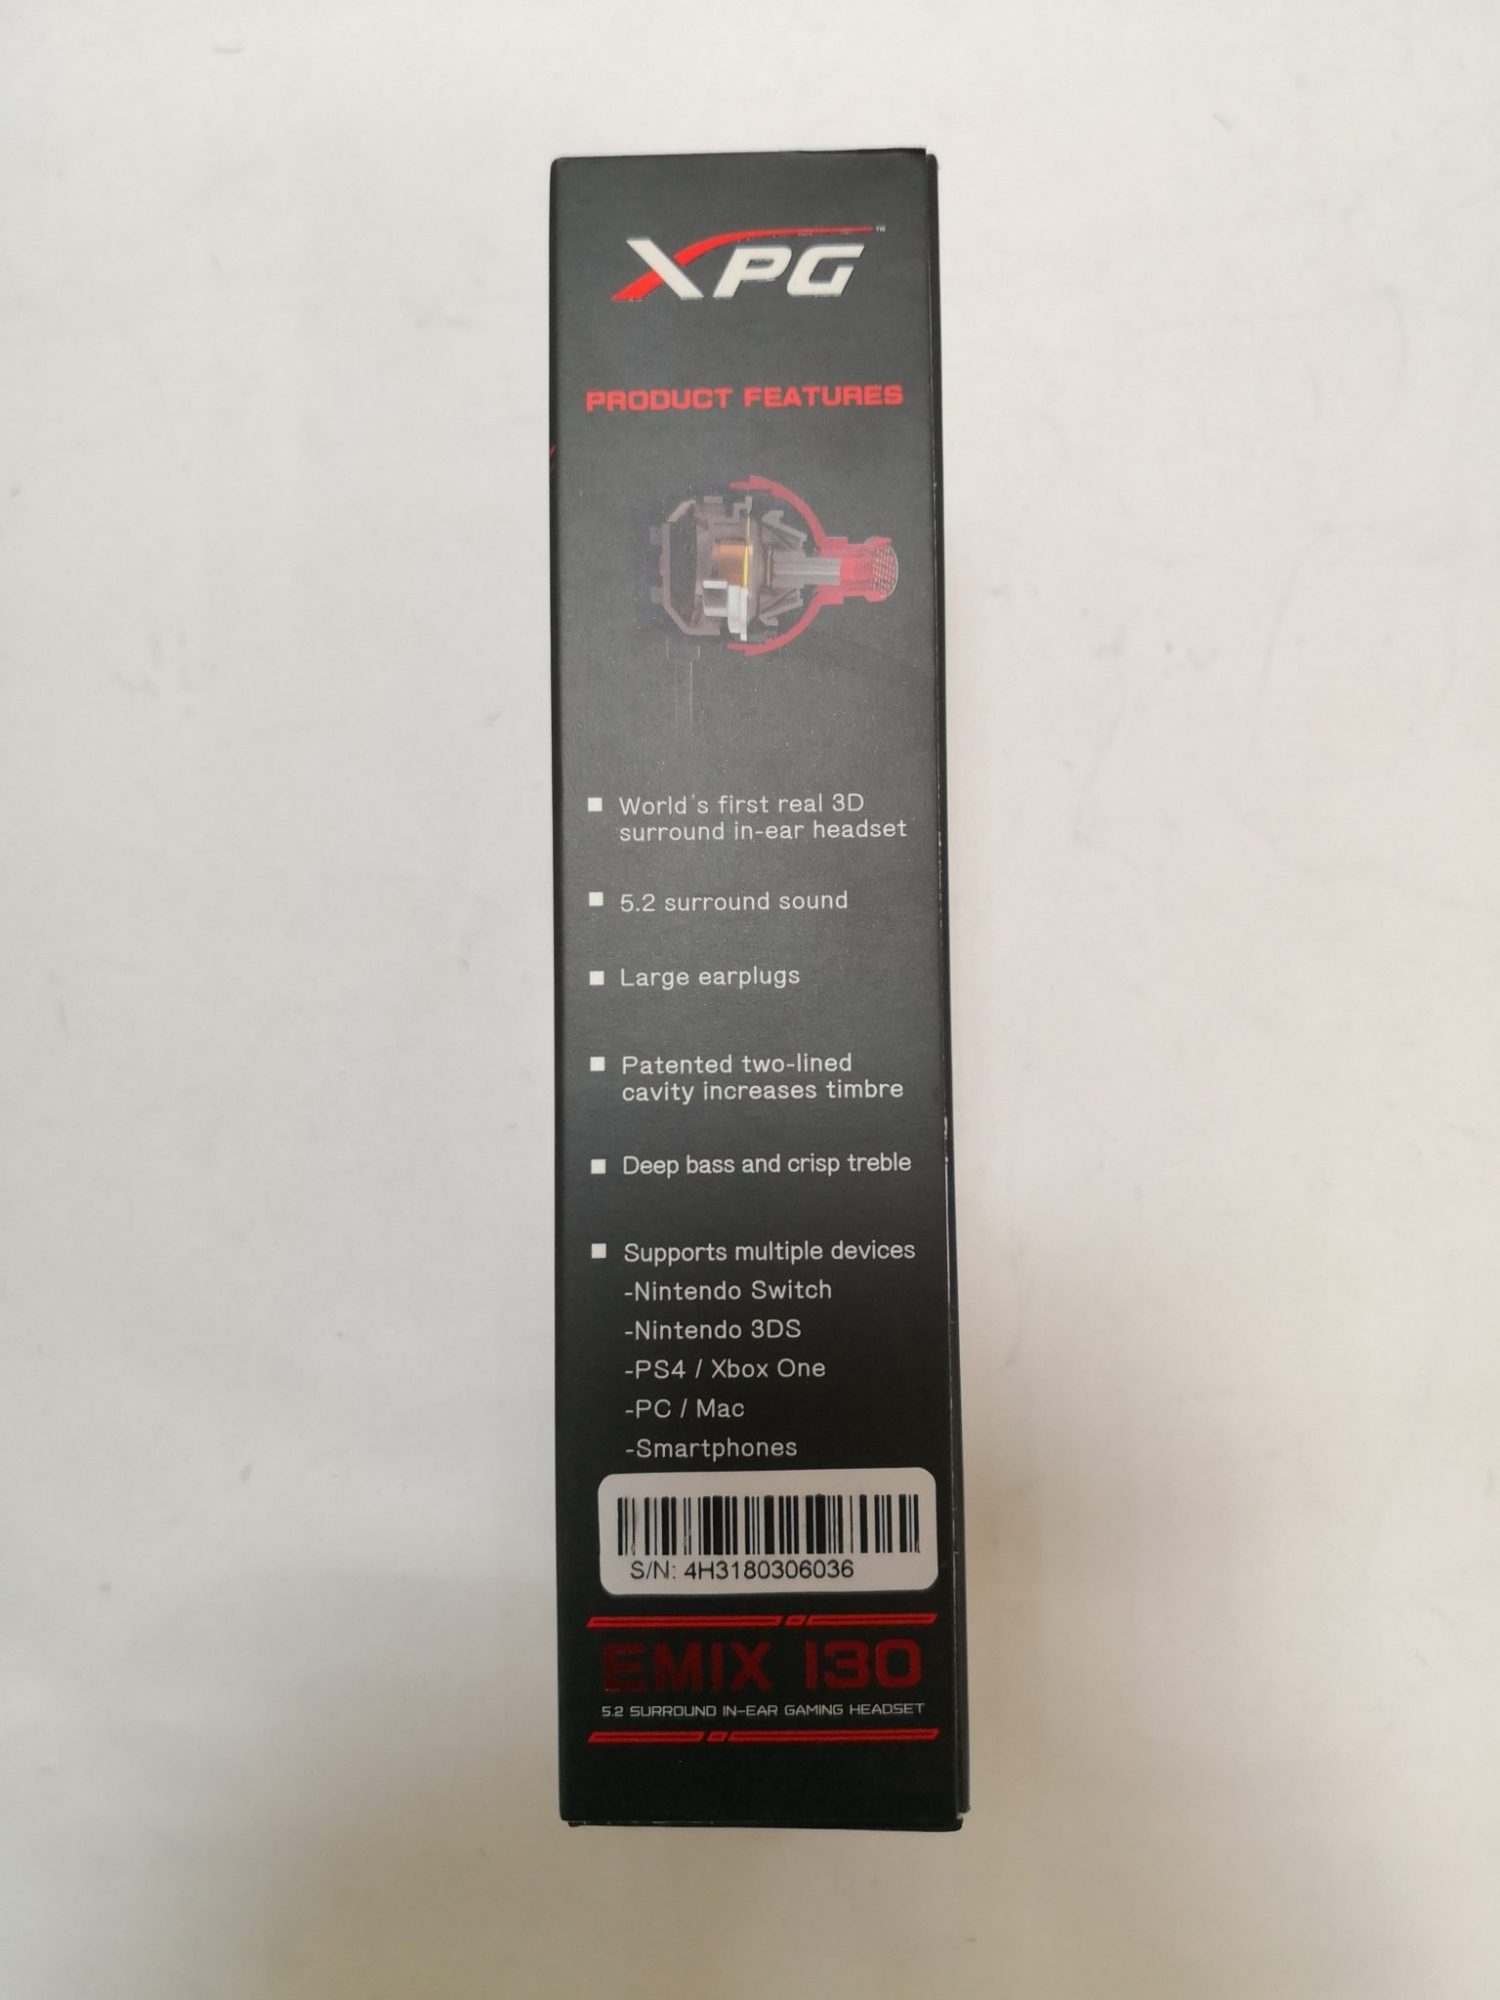 XPG™
PRODUCT FEATURES
■ World's first real 3D
surround in-ear headset
■ 5.2 surround sound
■ Large earplugs
■ Patented two-lined
cavity increases timbre
■ Deep bass and crisp treble
■ Supports multiple devices
-Nintendo Switch
-Nintendo 3DS
-PS4 / Xbox One
-PC / Mac
-Smartphones
S/N: 4H3180306036
EMIX I30
5.2 SURROUND IN-EAR GAMING HEADSET